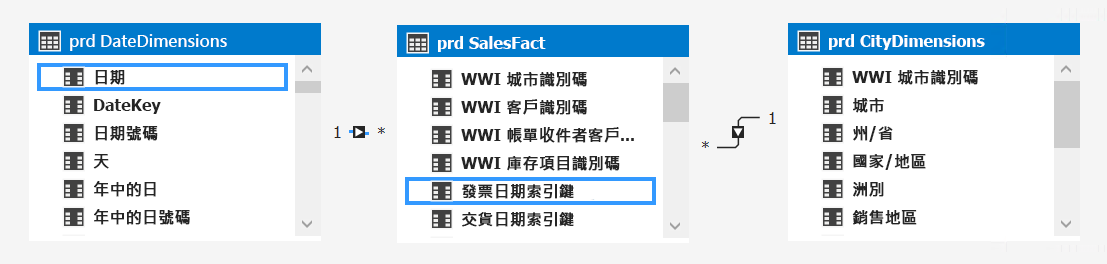 prd DateDimensions
日期
DateKey
日期號碼
天
年中的日
年中的日號碼
1
*
prd SalesFact
WWI 城市識別碼
WWI 客戶識別碼
WWI 帳單收件者客戶...
WWI 庫存項目識別碼
發票日期索引鍵
交貨日期索引鍵
*
1
prd CityDimensions
WWI 城市識別碼
城市
州/省
國家/地區
洲別
銷售地區